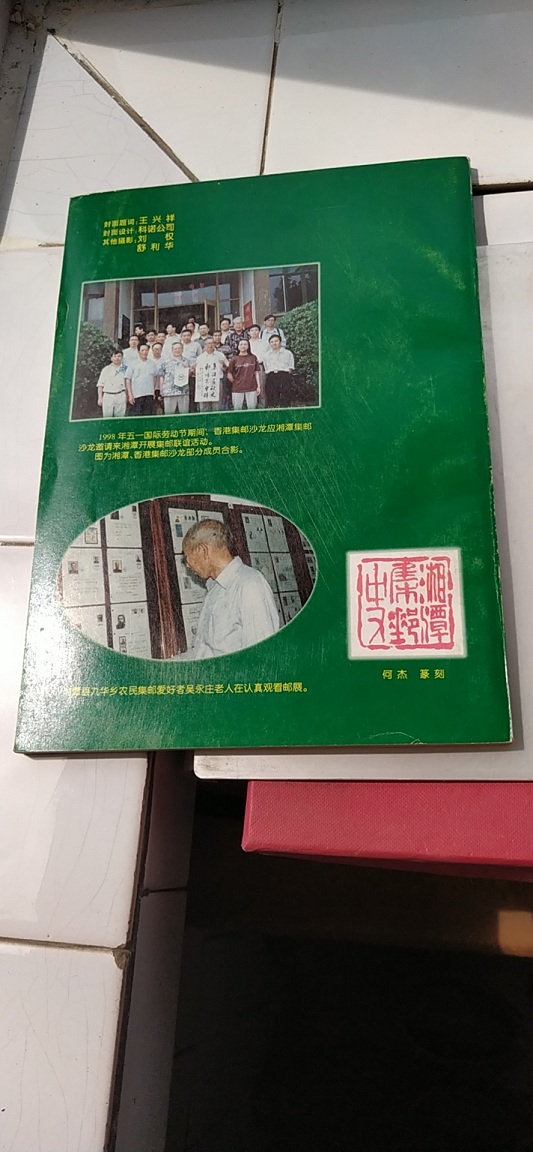 封面题词:王兴祥
封面设计:科诺公司
其他摄影:刘 权
舒利华
1998年五一国际劳动节期间、香港集邮沙龙应湘潭集邮
沙龙邀请来湘潭开展集邮联谊活动。
图为湘潭、香港集邮沙龙部分成员合影。
湘潭集邮史
何杰 篆刻
县九华乡农民集邮爱好者吴永庄老人在认真观看邮展。